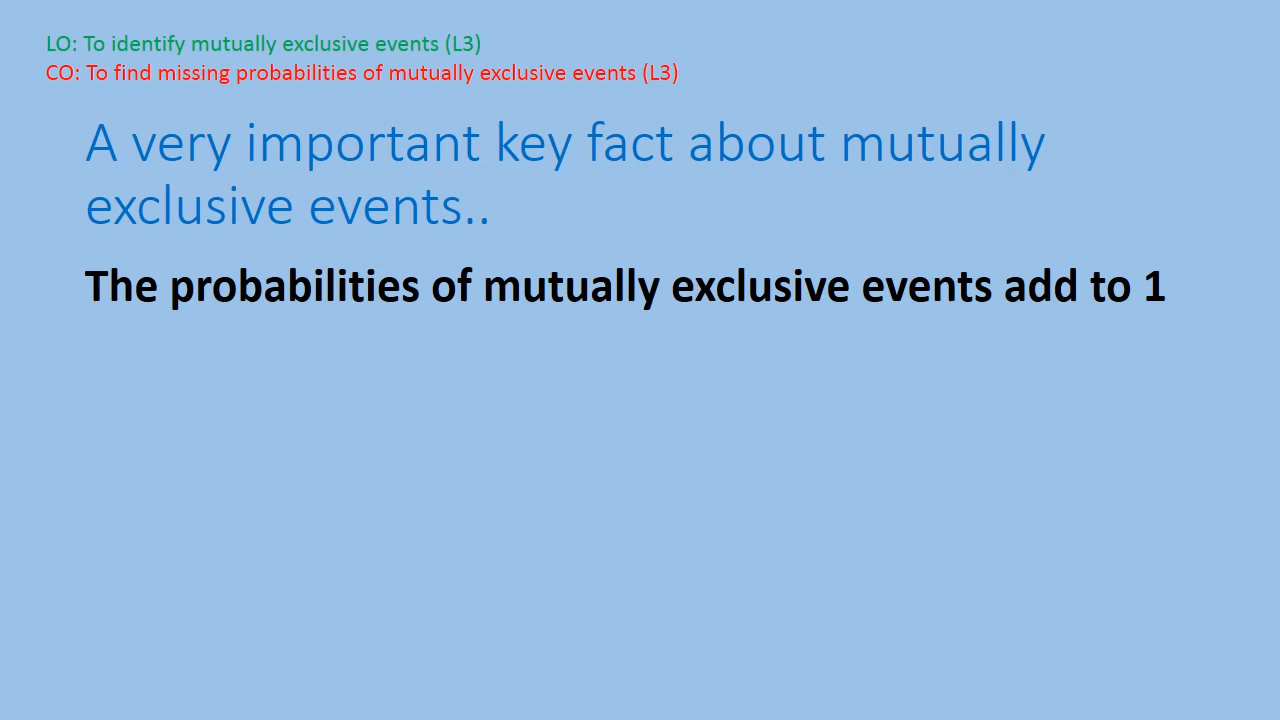 LO: To identify mutually exclusive events (L3)
CO: To find missing probabilities of mutually exclusive events (L3)
A very important key fact about mutually
exclusive events..
The probabilities of mutually exclusive events add to 1